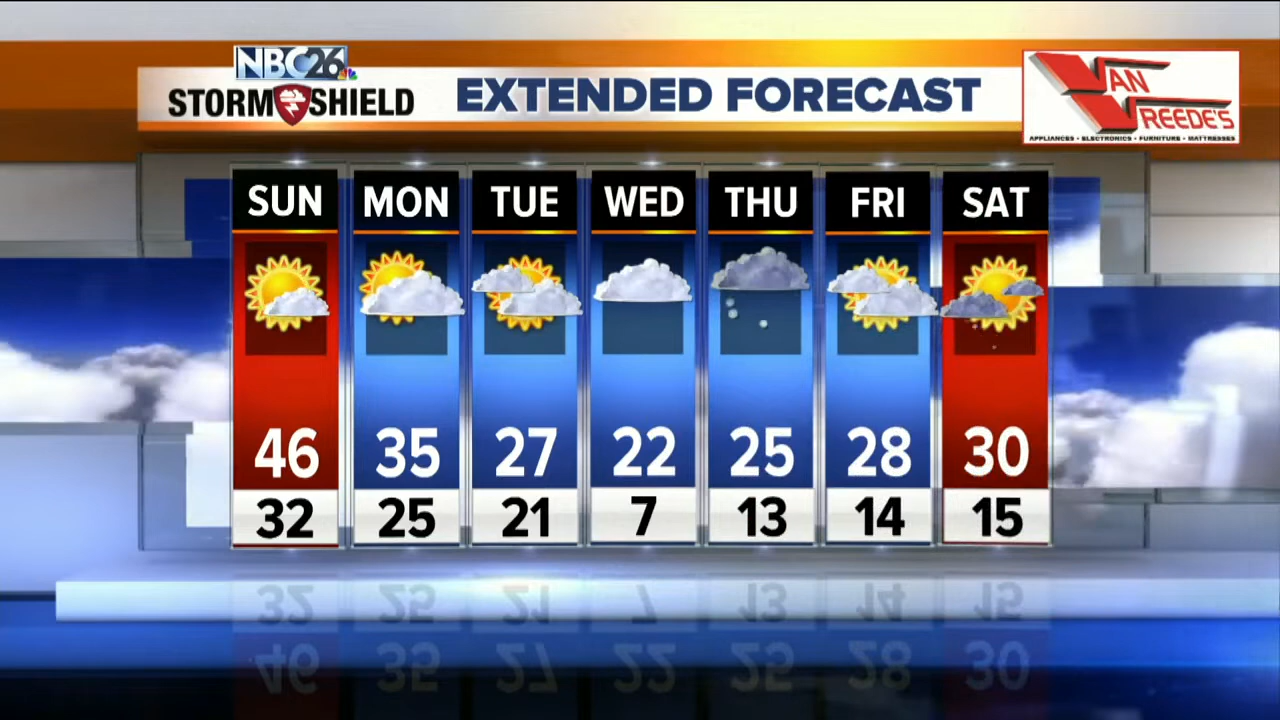 NBC26
STORM SHIELD
EXTENDED FORECAST
VAN
VREEDE'S
APPLIANCES • ELECTRONICS • FURNITURE • MATTRESSES
SUN MON TUE WED THU FRI SAT
46 35 27 22 25 28 30
32 25 21 7 13 14 15